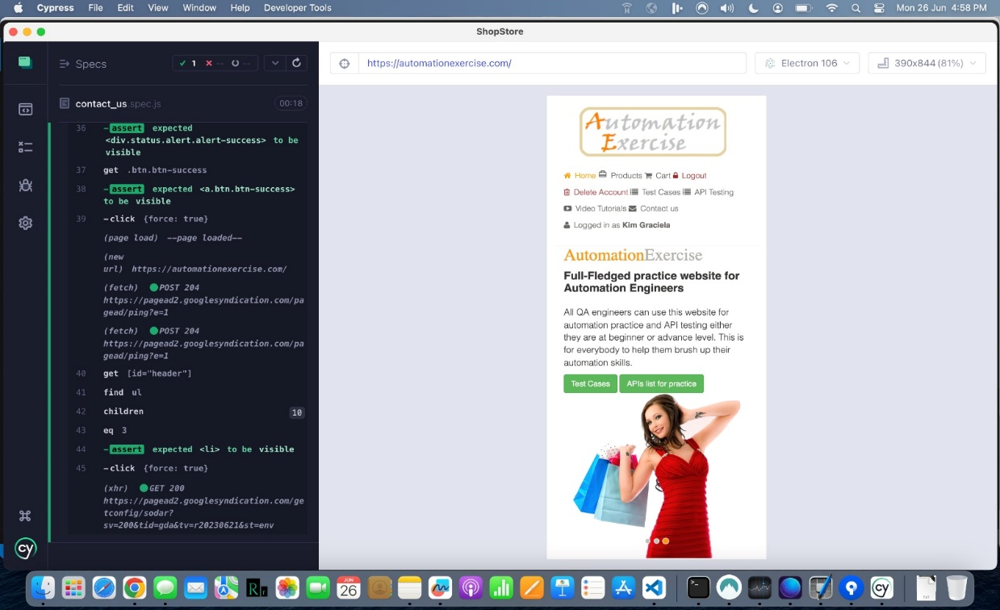 Cypress File Edit View Window Help Developer Tools Mon 26 Jun 4:58 PM
ShopStore
Specs
1 -- --
contact_us.spec.js 00:18
36 -assert expected
<div.status.alert.alert-success> to be
visible
37 get .btn.btn-success
38 -assert expected <a.btn.btn-success>
to be visible
39 -click {force: true}
(page load) --page loaded--
(new
url) https://automationexercise.com/
(fetch) POST 204
https://pagead2.googlesyndication.com/pa
gead/ping?e=1
(fetch) POST 204
https://pagead2.googlesyndication.com/pa
gead/ping?e=1
40 get [id="header"]
41 find ul
42 children 10
43 eq 3
44 -assert expected <li> to be visible
45 -click {force: true}
(xhr) GET 200
https://pagead2.googlesyndication.com/ge
tconfig/sodar?
sv=200&tid=gda&tv=r20230621&st=env
cy
https://automationexercise.com/ Electron 106 390x844 (81%)
Automation
Exercise
Home Products Cart Logout
Delete Account Test Cases API Testing
Video Tutorials Contact us
Logged in as Kim Graciela
AutomationExercise
Full-Fledged practice website for
Automation Engineers
All QA engineers can use this website for
automation practice and API testing either
they are at beginner or advance level. This is
for everybody to help them brush up their
automation skills.
Test Cases APIs list for practice
JUN
26
cy